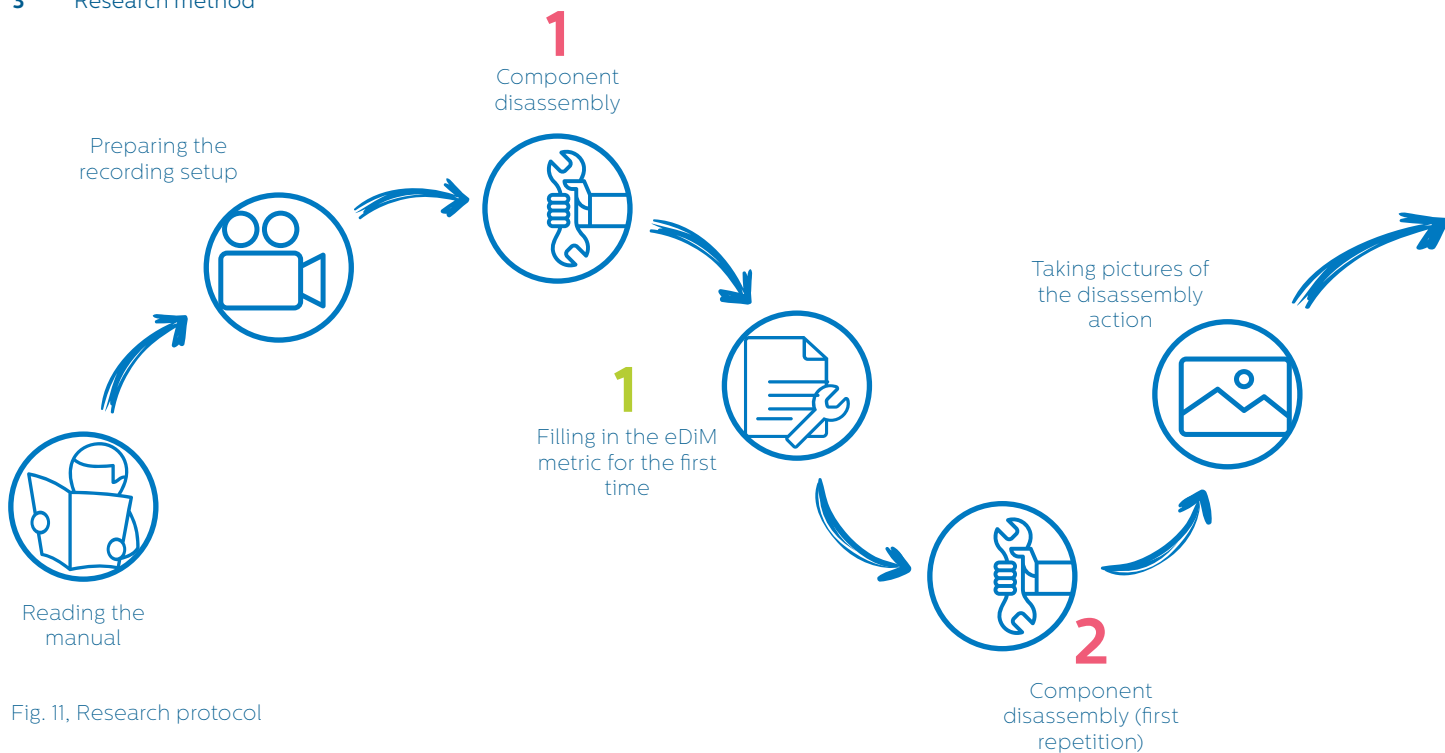 3 Research method
1
Component
disassembly
Preparing the
recording setup
Taking pictures of
the disassembly
action
1
Filling in the eDiM
metric for the first
time
Reading the
manual
2
Component
disassembly (first
repetition)
Fig. 11, Research protocol